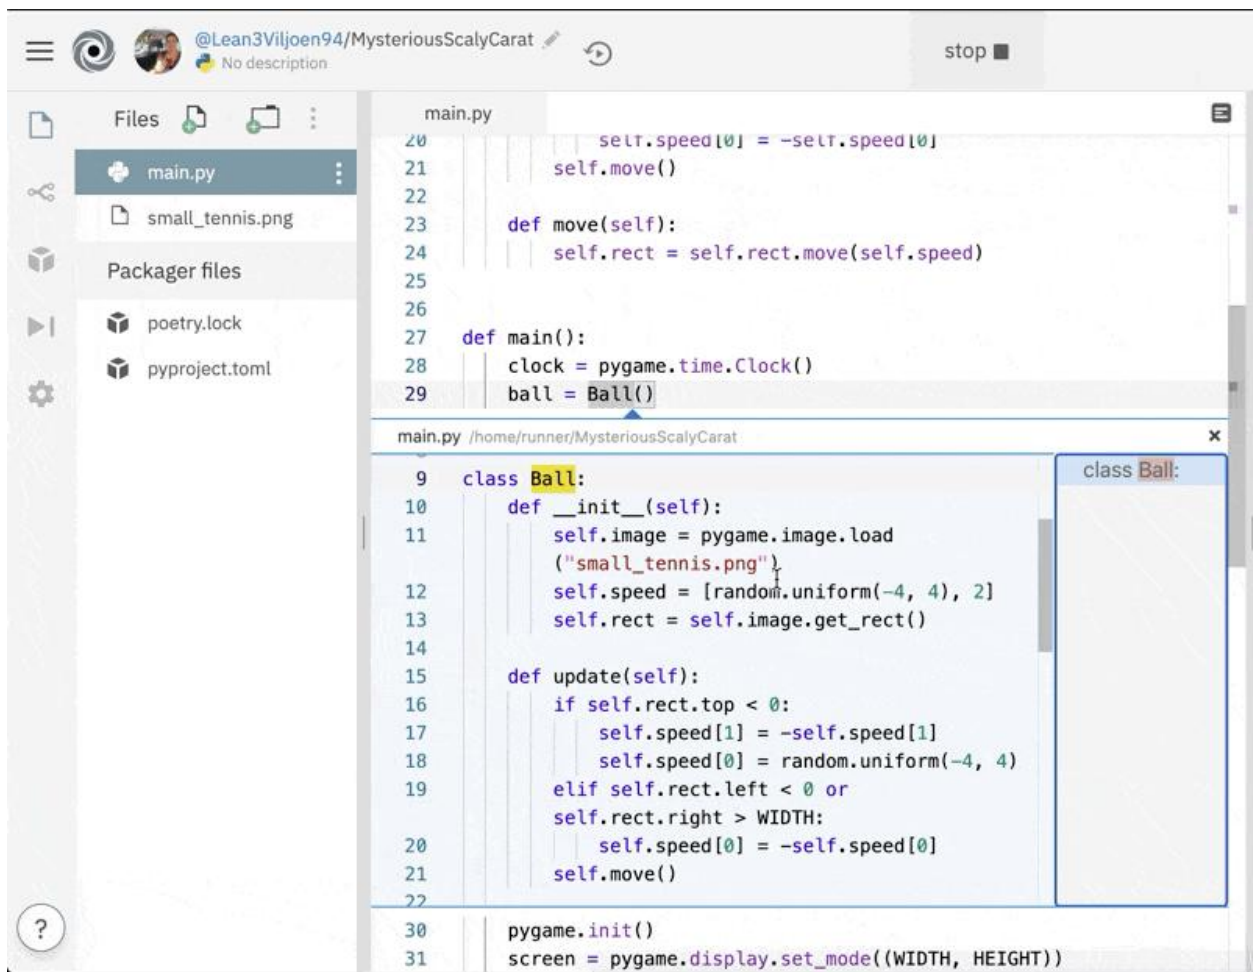 @Lean3Viljoen94/MysteriousScalyCarat
No description
stop
Files
main.py
small_tennis.png
Packager files
poetry.lock
pyproject.toml
main.py
20 self.speed[0] = -self.speed[0]
21 self.move()
22
23 def move(self):
24 self.rect = self.rect.move(self.speed)
25
26
27 def main():
28 clock = pygame.time.Clock()
29 ball = Ball()
main.py /home/runner/MysteriousScalyCarat
9 class Ball:
10 def __init__(self):
11 self.image = pygame.image.load
("small_tennis.png")
12 self.speed = [random.uniform(-4, 4), 2]
13 self.rect = self.image.get_rect()
14
15 def update(self):
16 if self.rect.top < 0:
17 self.speed[1] = -self.speed[1]
18 self.speed[0] = random.uniform(-4, 4)
19 elif self.rect.left < 0 or
self.rect.right > WIDTH:
20 self.speed[0] = -self.speed[0]
21 self.move()
22
class Ball:
30 pygame.init()
31 screen = pygame.display.set_mode((WIDTH, HEIGHT))
?